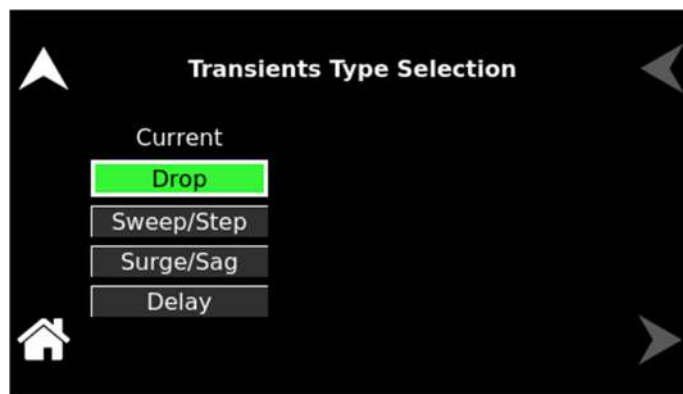 Transients Type Selection
Current
Drop
Sweep/Step
Surge/Sag
Delay